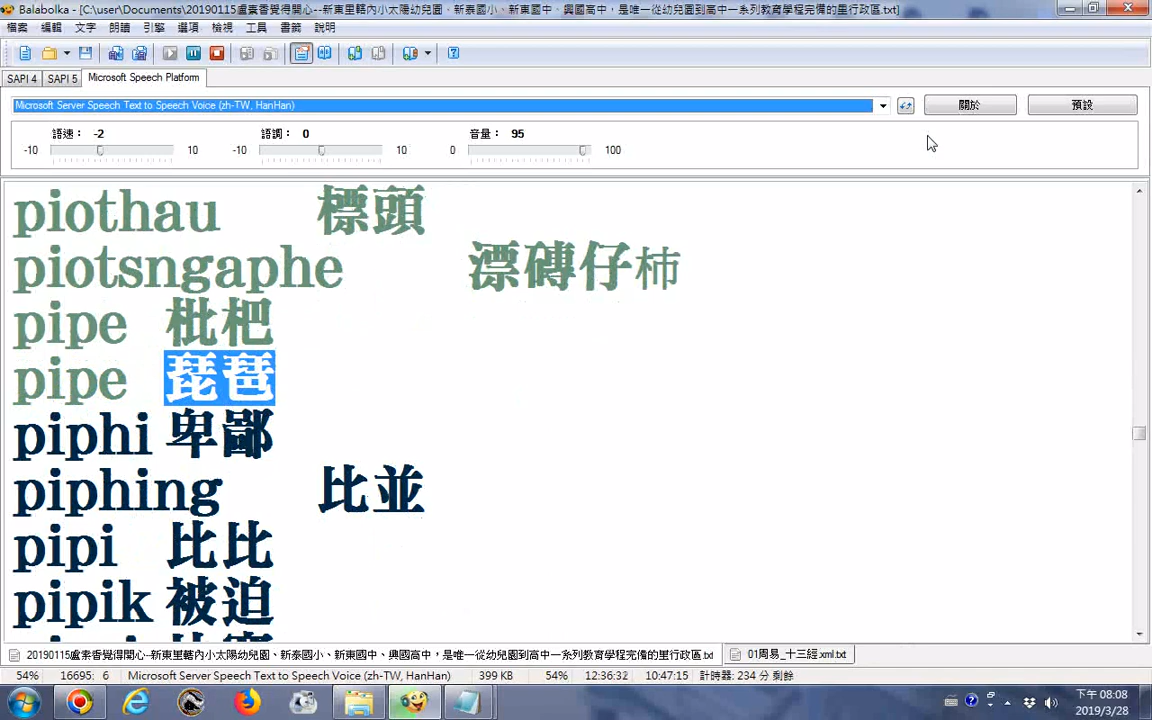 Balabolka - [C:\user\Documents\20190115盧素香覺得開心--新東里轄內小太陽幼兒園、新泰國小、新東國中、興國高中，是唯一從幼兒園到高中一系列教育學程完備的里行政區.txt]
檔案 編輯 文字 朗讀 引擎 選項 檢視 工具 書籤 說明
SAPI 4 SAPI 5 Microsoft Speech Platform
Microsoft Server Speech Text to Speech Voice (zh-TW, HanHan)
關於 預設
語速： -2 語調： 0 音量： 95
-10 10 -10 10 0 100
piothau 標頭
piotsngaphe 漂磚仔柿
pipe 枇杷
pipe 琵琶
piphi 卑鄙
piphing 比並
pipi 比比
pipik 被迫
20190115盧素香覺得開心--新東里轄內小太陽幼兒園、新泰國小、新東國中、興國高中，是唯一從幼兒園到高中一系列教育學程完備的里行政區.txt 01周易_十三經.xml.txt
54% 16695: 6 Microsoft Server Speech Text to Speech Voice (zh-TW, HanHan) 399 KB 54% 12:36:32 10:47:15 計時器: 234 分 剩餘
下午 08:08
2019/3/28